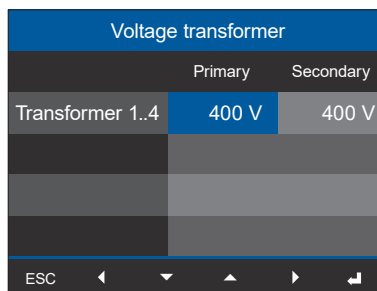 Voltage transformer
Primary Secondary
Transformer 1..4 400 V 400 V
ESC